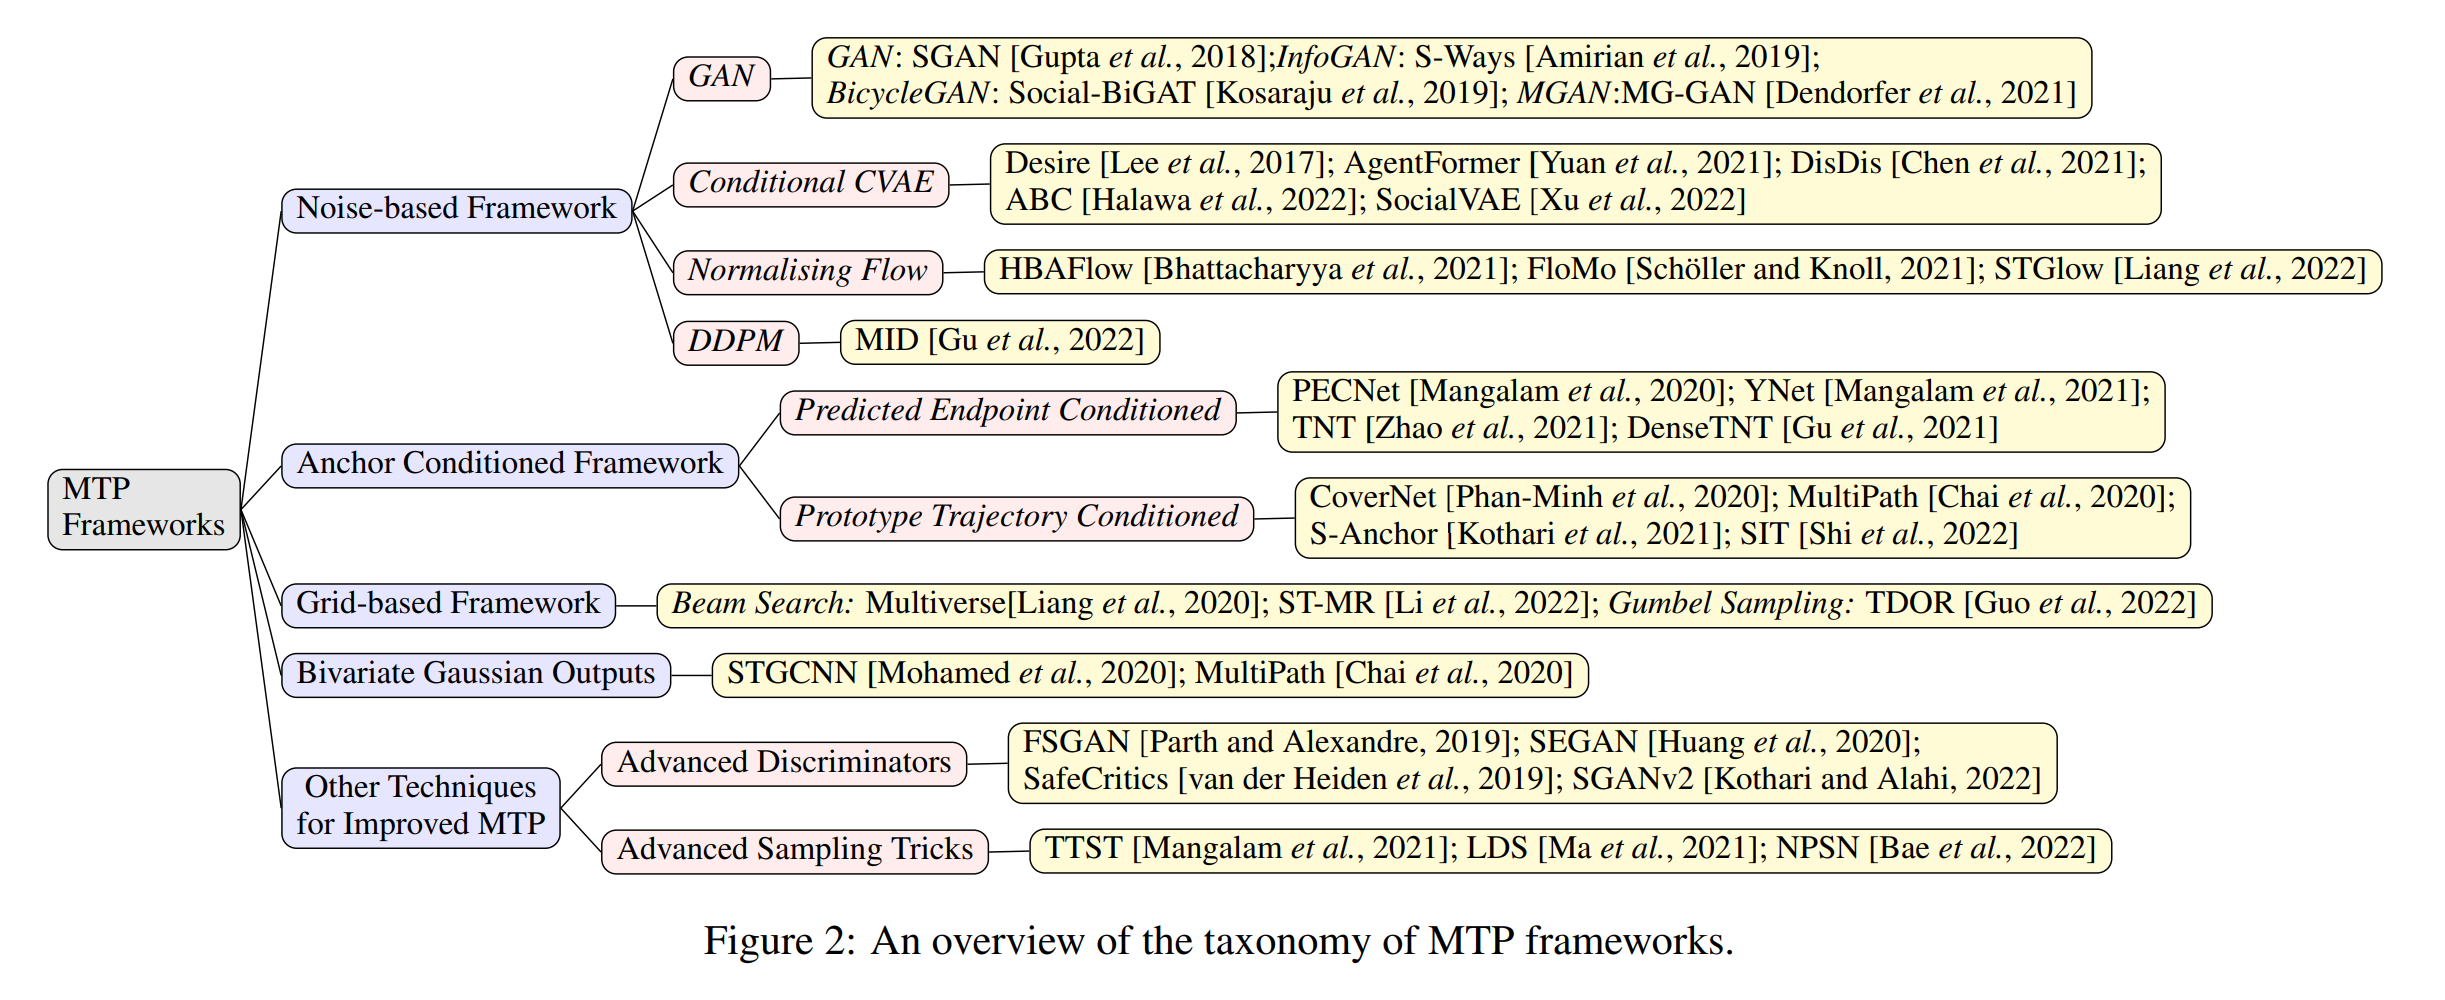 GAN
GAN: SGAN [Gupta et al., 2018];InfoGAN: S-Ways [Amirian et al., 2019];
BicycleGAN: Social-BiGAT [Kosaraju et al., 2019]; MGAN:MG-GAN [Dendorfer et al., 2021]
Conditional CVAE
Desire [Lee et al., 2017]; AgentFormer [Yuan et al., 2021]; DisDis [Chen et al., 2021];
ABC [Halawa et al., 2022]; SocialVAE [Xu et al., 2022]
Noise-based Framework
Normalising Flow
HBAFlow [Bhattacharyya et al., 2021]; FloMo [Schöller and Knoll, 2021]; STGlow [Liang et al., 2022]
DDPM
MID [Gu et al., 2022]
Predicted Endpoint Conditioned
PECNet [Mangalam et al., 2020]; YNet [Mangalam et al., 2021];
TNT [Zhao et al., 2021]; DenseTNT [Gu et al., 2021]
Anchor Conditioned Framework
MTP
Frameworks
Prototype Trajectory Conditioned
CoverNet [Phan-Minh et al., 2020]; MultiPath [Chai et al., 2020];
S-Anchor [Kothari et al., 2021]; SIT [Shi et al., 2022]
Grid-based Framework
Beam Search: Multiverse[Liang et al., 2020]; ST-MR [Li et al., 2022]; Gumbel Sampling: TDOR [Guo et al., 2022]
Bivariate Gaussian Outputs
STGCNN [Mohamed et al., 2020]; MultiPath [Chai et al., 2020]
Advanced Discriminators
FSGAN [Parth and Alexandre, 2019]; SEGAN [Huang et al., 2020];
SafeCritics [van der Heiden et al., 2019]; SGANv2 [Kothari and Alahi, 2022]
Other Techniques
for Improved MTP
Advanced Sampling Tricks
TTST [Mangalam et al., 2021]; LDS [Ma et al., 2021]; NPSN [Bae et al., 2022]
Figure 2: An overview of the taxonomy of MTP frameworks.